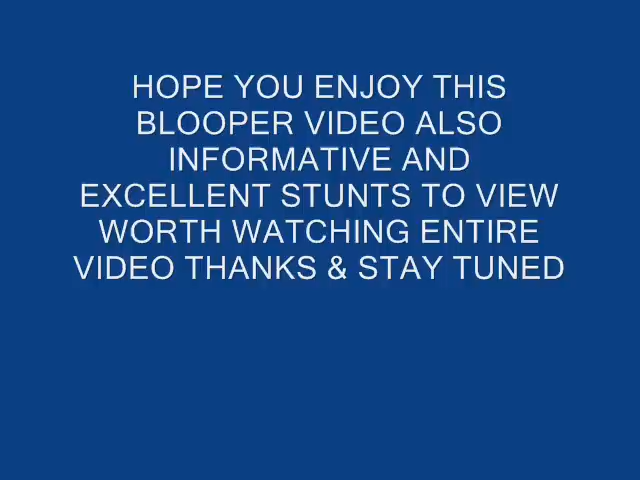 HOPE YOU ENJOY THIS
BLOOPER VIDEO ALSO
INFORMATIVE AND
EXCELLENT STUNTS TO VIEW
WORTH WATCHING ENTIRE
VIDEO THANKS & STAY TUNED